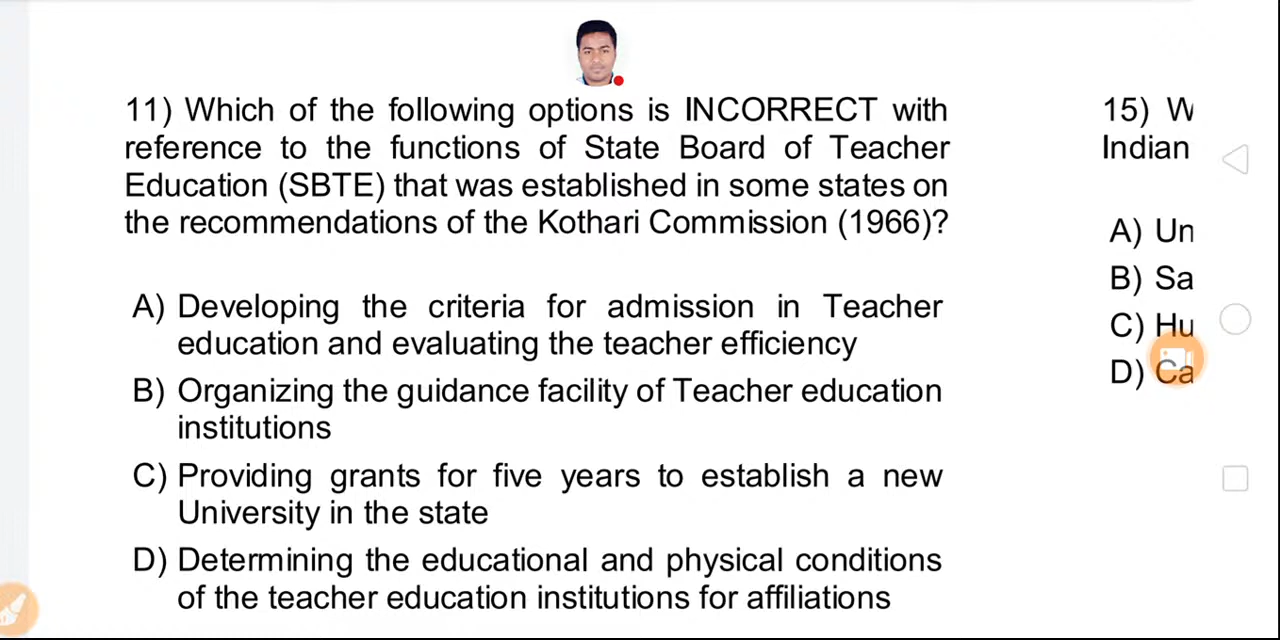 11) Which of the following options is INCORRECT with
reference to the functions of State Board of Teacher
Education (SBTE) that was established in some states on
the recommendations of the Kothari Commission (1966)?
A) Developing the criteria for admission in Teacher
education and evaluating the teacher efficiency
B) Organizing the guidance facility of Teacher education
institutions
C) Providing grants for five years to establish a new
University in the state
D) Determining the educational and physical conditions
of the teacher education institutions for affiliations
15) W
Indian
A) Un
B) Sa
C) Hu
D) Ca